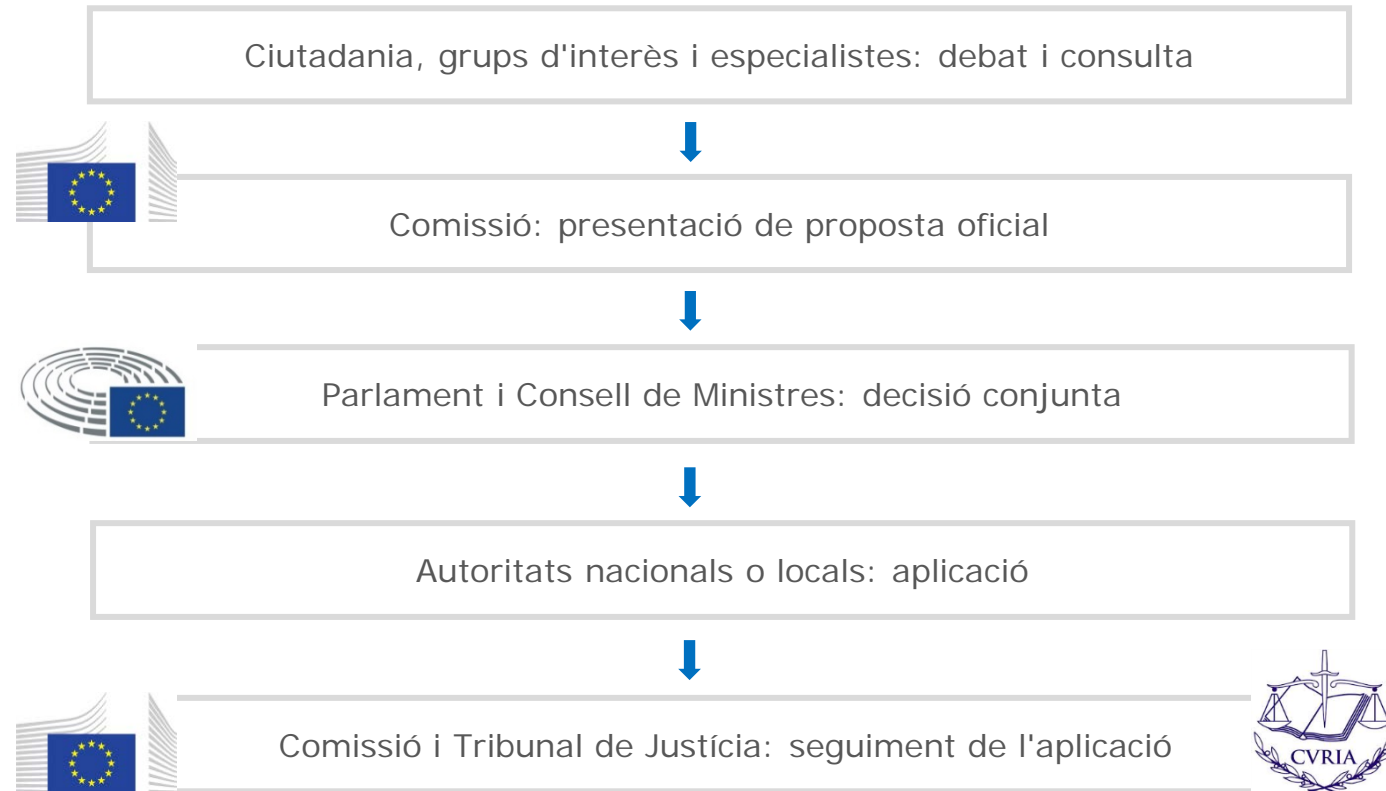 Ciutadania, grups d'interès i especialistes: debat i consulta
Comissió: presentació de proposta oficial
Parlament i Consell de Ministres: decisió conjunta
Autoritats nacionals o locals: aplicació
Comissió i Tribunal de Justícia: seguiment de l'aplicació
CVRIA